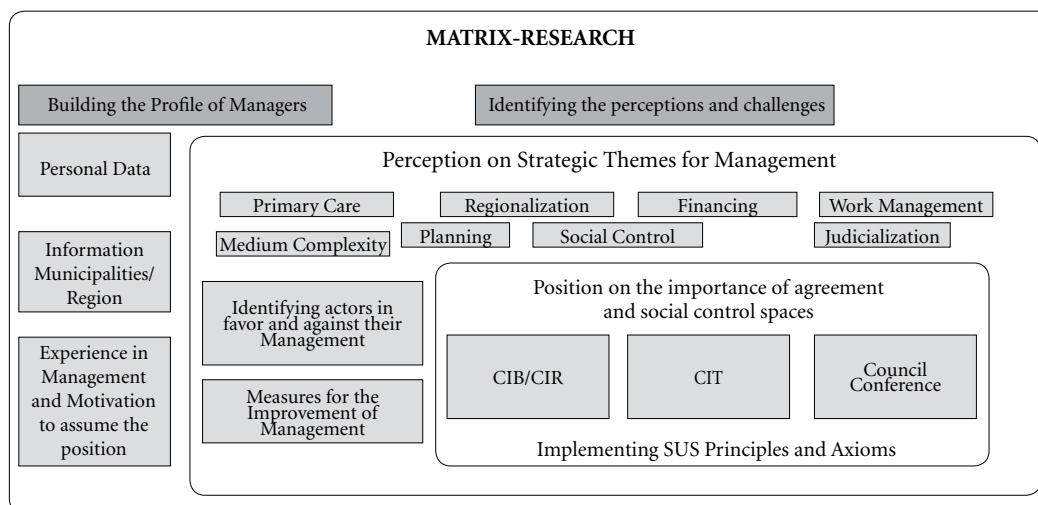 MATRIX-RESEARCH
Building the Profile of Managers
Identifying the perceptions and challenges
Personal Data
Information
Municipalities/
Region
Experience in
Management
and Motivation
to assume the
position
Perception on Strategic Themes for Management
Primary Care
Regionalization
Financing
Work Management
Medium Complexity
Planning
Social Control
Judicialization
Identifying actors in
favor and against their
Management
Measures for the
Improvement of
Management
Position on the importance of agreement
and social control spaces
CIB/CIR
CIT
Council
Conference
Implementing SUS Principles and Axioms